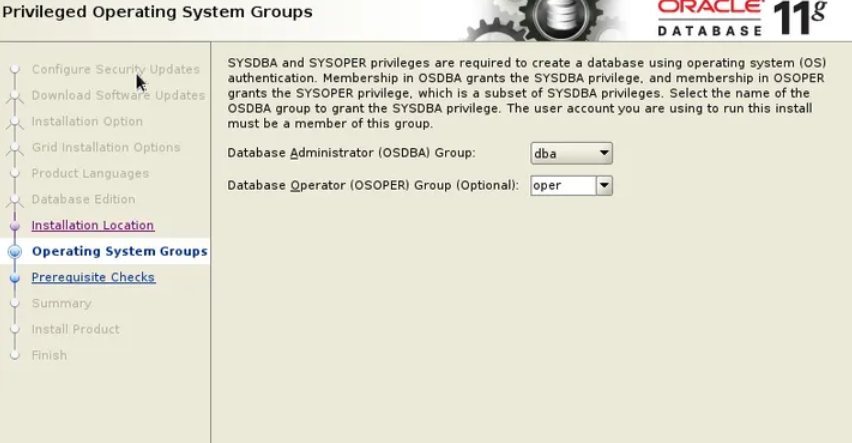 Privileged Operating System Groups
ORACLE
DATABASE 11g
Configure Security Updates
Download Software Updates
Installation Option
Grid Installation Options
Product Languages
Database Edition
Installation Location
Operating System Groups
Prerequisite Checks
Summary
Install Product
Finish
SYSDBA and SYSOPER privileges are required to create a database using operating system (OS)
authentication. Membership in OSDBA grants the SYSDBA privilege, and membership in OSOPER
grants the SYSOPER privilege, which is a subset of SYSDBA privileges. Select the name of the
OSDBA group to grant the SYSDBA privilege. The user account you are using to run this install
must be a member of this group.
Database Administrator (OSDBA) Group: dba
Database Operator (OSOPER) Group (Optional): oper